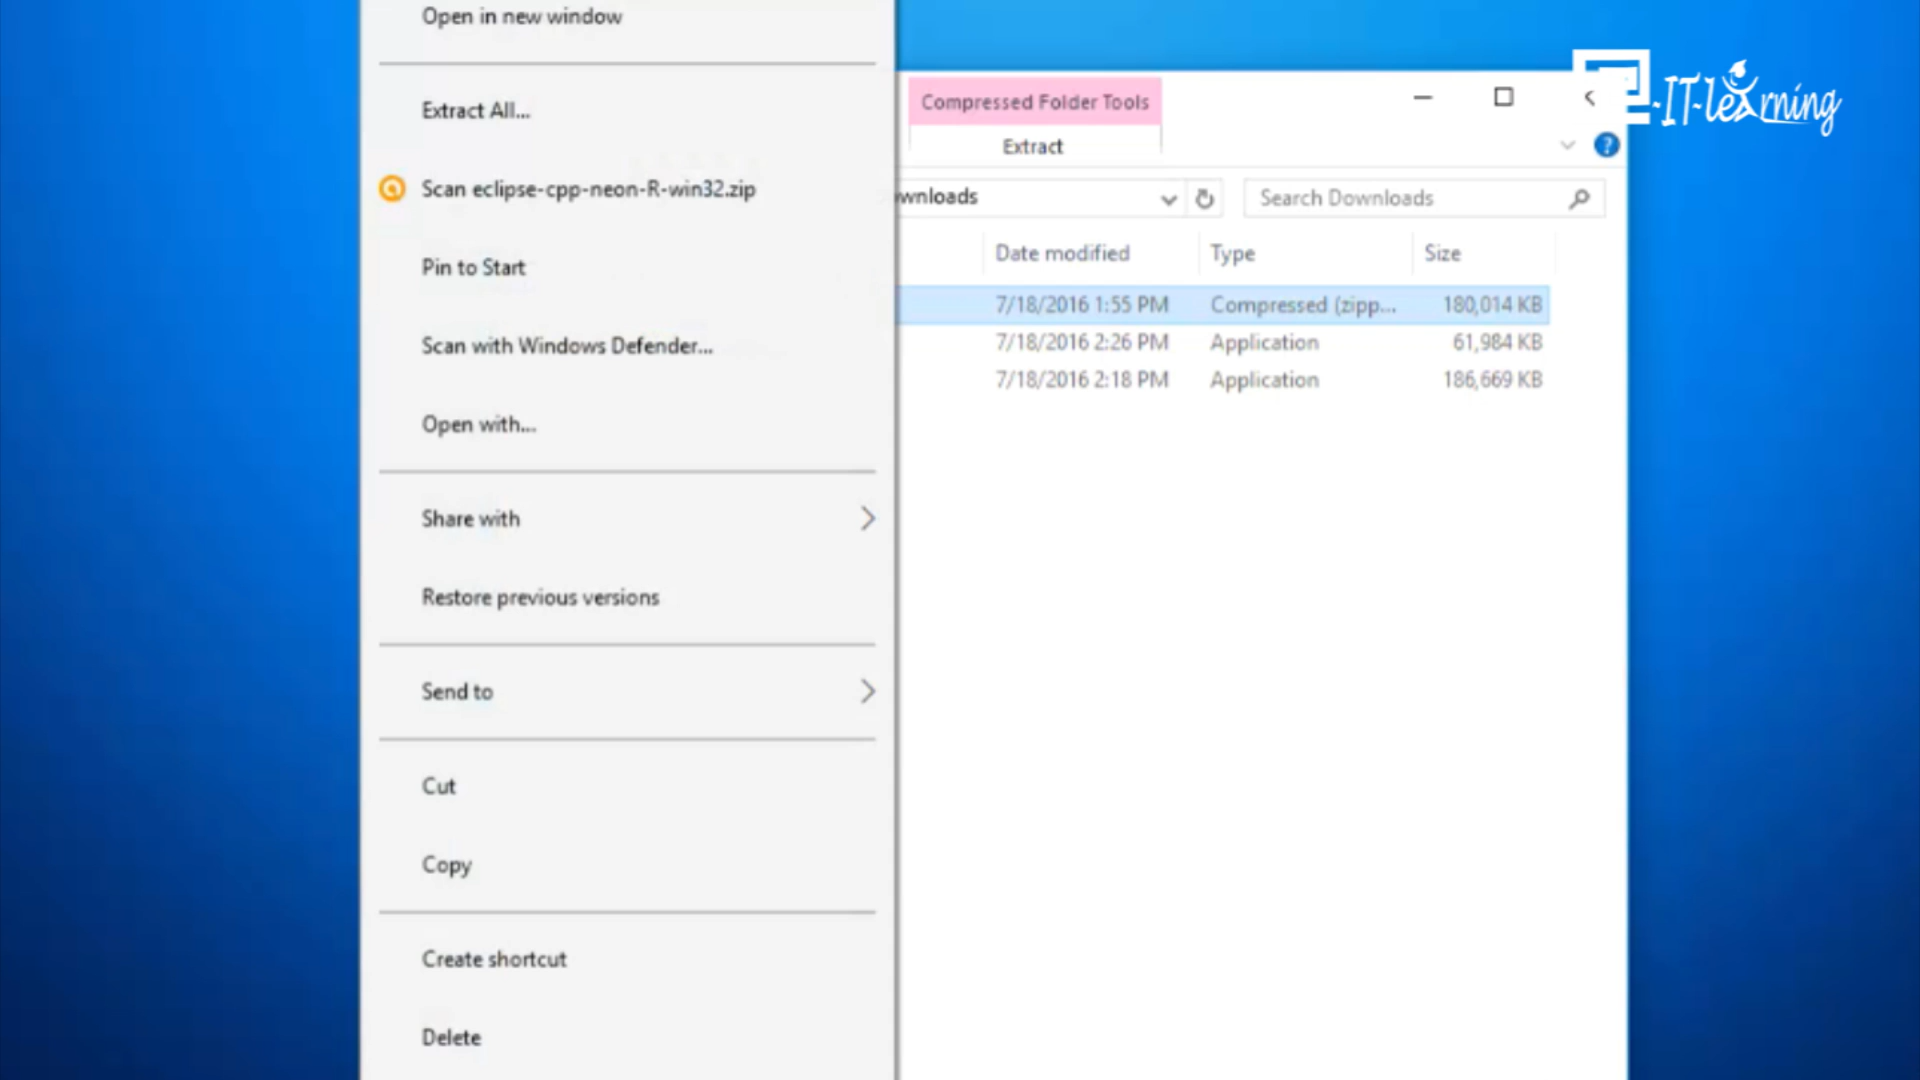 Open in new window
Extract All...
Scan eclipse-cpp-neon-R-win32.zip
Pin to Start
Scan with Windows Defender...
Open with...
Share with
Restore previous versions
Send to
Cut
Copy
Create shortcut
Delete
Compressed Folder Tools
Extract
wnloads
Search Downloads
Date modified Type Size
7/18/2016 1:55 PM Compressed (zipp... 180,014 KB
7/18/2016 2:26 PM Application 61,984 KB
7/18/2016 2:18 PM Application 186,669 KB
-IT-learning